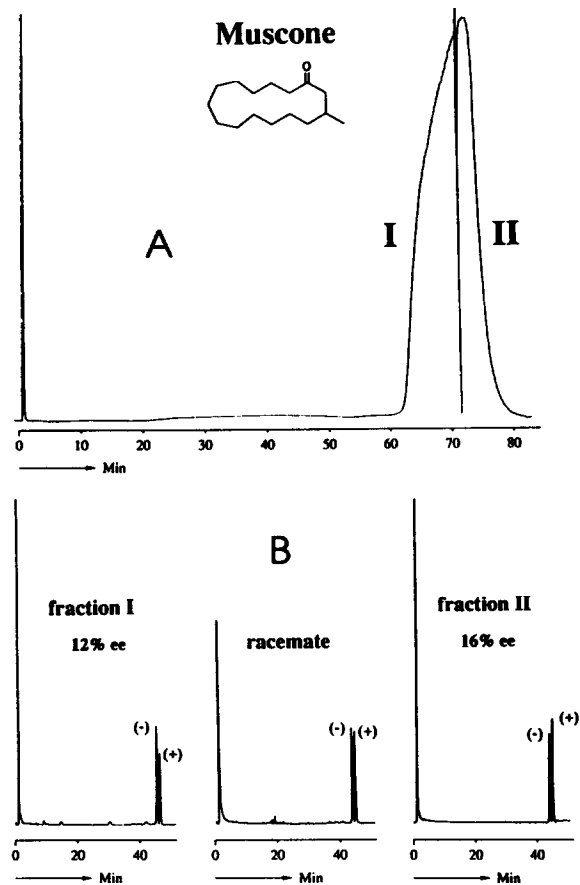 Muscone
O
A
I
II
0 10 20 30 40 50 60 70 80
Min
B
fraction I
12% ee
(-)
(+)
0 20 40
Min
racemate
(-)
(+)
0 20 40
Min
fraction II
16% ee
(-)
(+)
0 20 40
Min